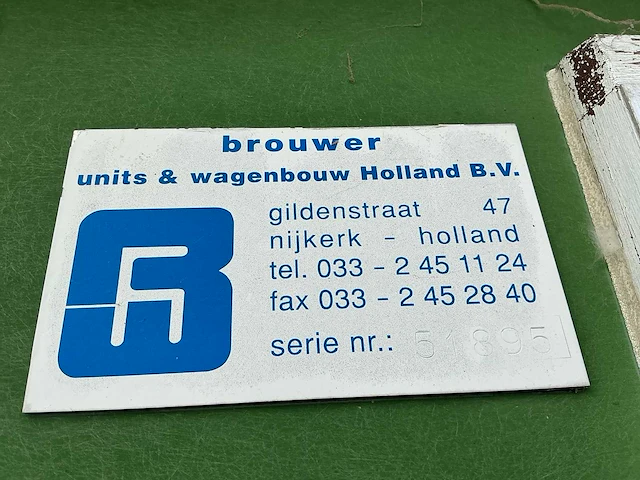 brouwer
units & wagenbouw Holland B.V.
gildenstraat 47
nijkerk - holland
tel. 033 - 2 45 11 24
fax 033 - 2 45 28 40
serie nr.: